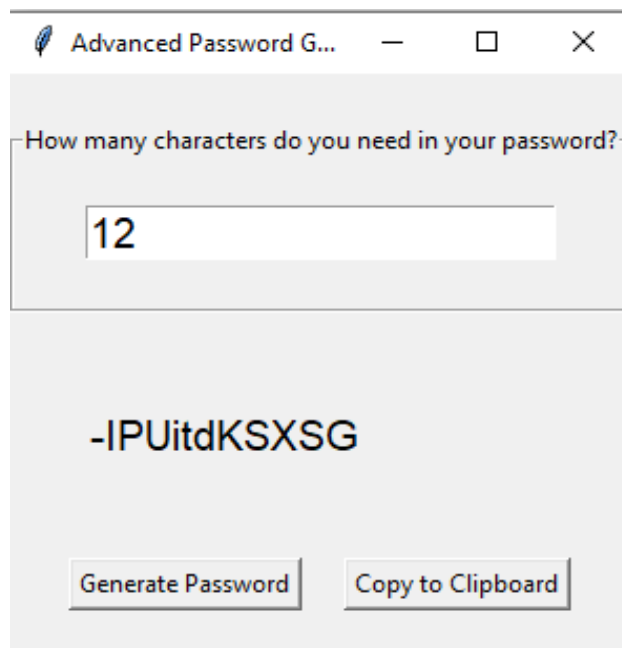 Advanced Password G...
How many characters do you need in your password?
12
-IPUitdKSXSG
Generate Password
Copy to Clipboard